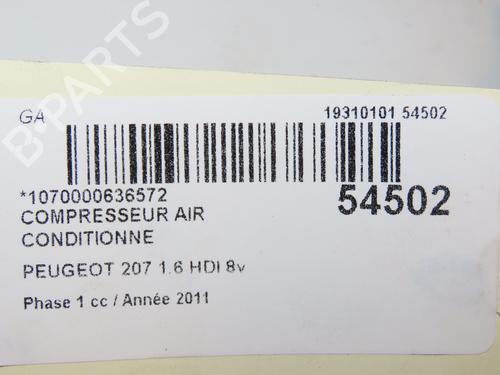 B-PARTS
GA
19310101 54502
*1070000636572
54502
COMPRESSEUR AIR
CONDITIONNE
PEUGEOT 207 1.6 HDI 8v
Phase 1 cc / Année 2011